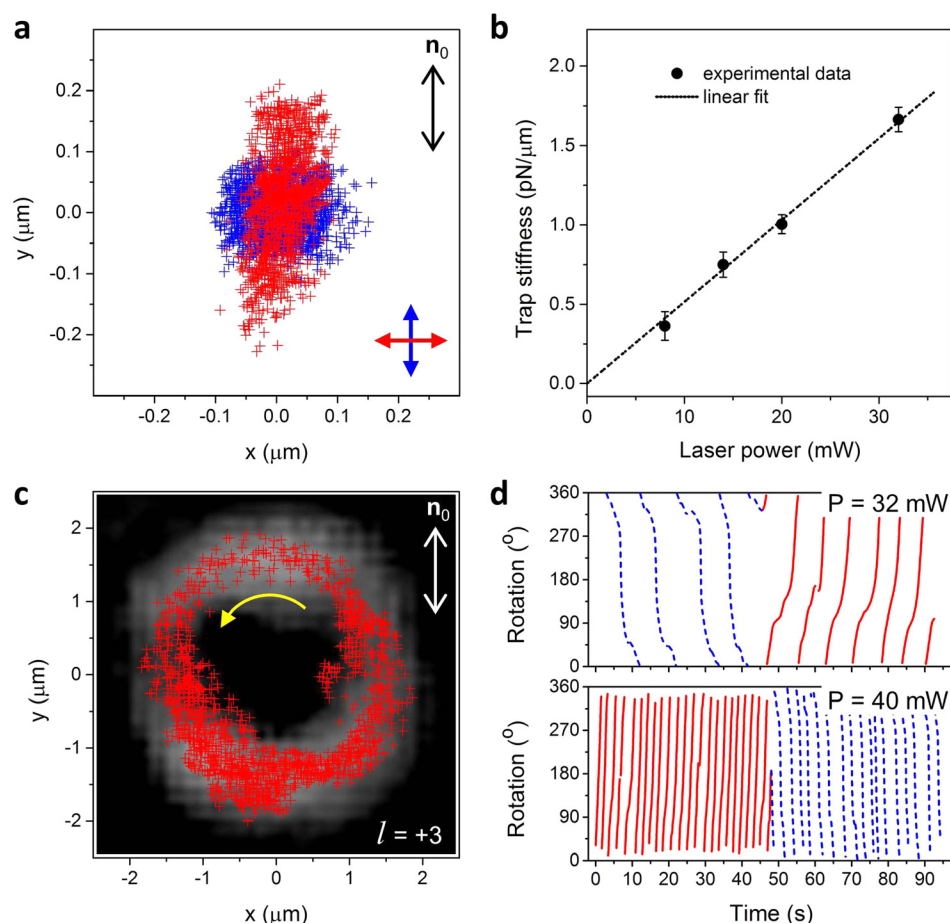 a
n0
0.2
0.1
0.0
-0.1
-0.2
y (μm)
-0.2 -0.1 0.0 0.1 0.2
x (μm)
b
2.0
1.5
1.0
0.5
0.0
Trap stiffness (pN/μm)
experimental data
linear fit
0 10 20 30
Laser power (mW)
c
n0
2
1
0
-1
-2
y (μm)
l = +3
-2 -1 0 1 2
x (μm)
d
360
270
180
90
0
Rotation (°)
P = 32 mW
360
270
180
90
0
Rotation (°)
P = 40 mW
0 10 20 30 40 50 60 70 80 90
Time (s)